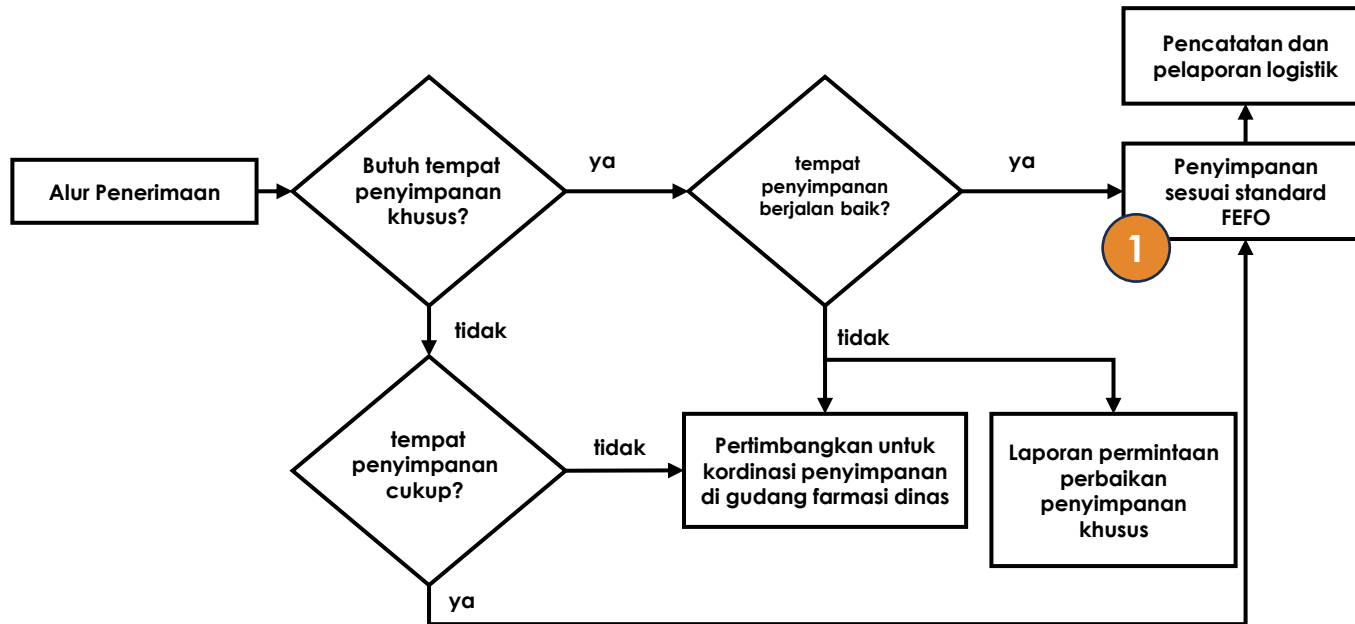 Pencatatan dan
pelaporan logistik
Alur Penerimaan
Butuh tempat
penyimpanan
khusus?
ya
tempat
penyimpanan
berjalan baik?
ya
Penyimpanan
sesuai standard
FEFO
1
tidak
tidak
tempat
penyimpanan
cukup?
tidak
Pertimbangkan untuk
kordinasi penyimpanan
di gudang farmasi dinas
Laporan permintaan
perbaikan
penyimpanan
khusus
ya